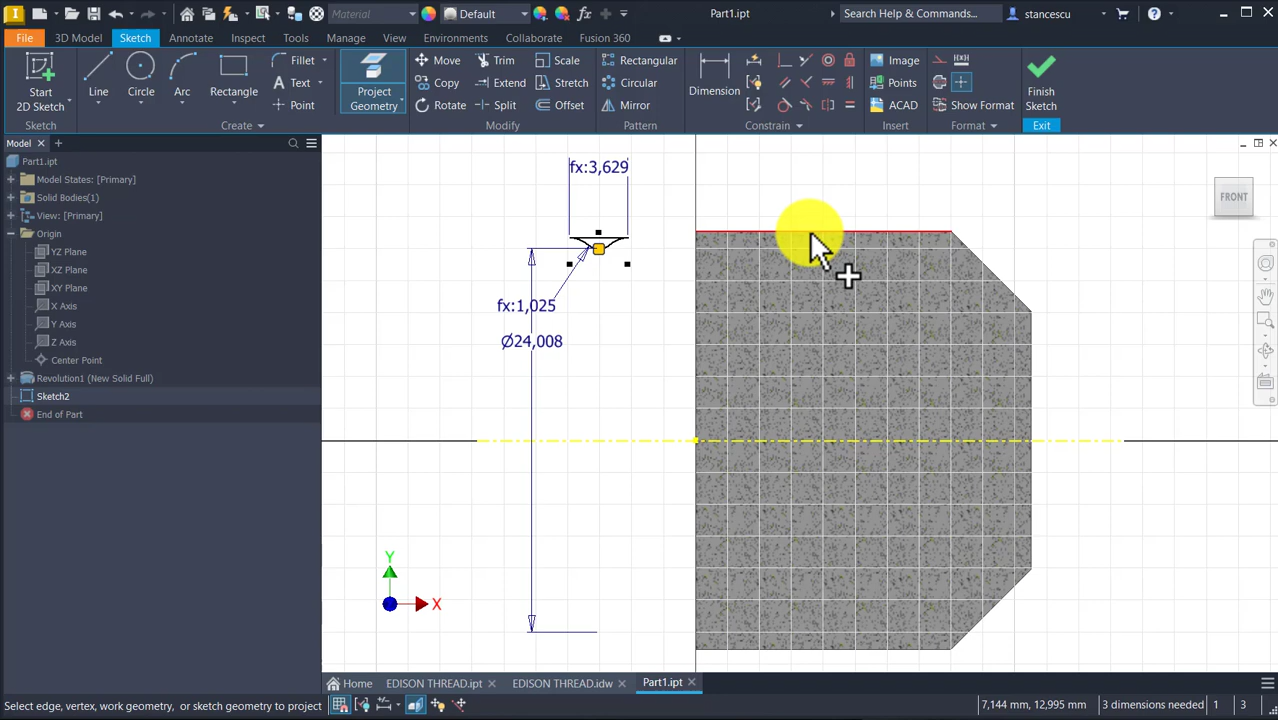 Material
Default
Part1.ipt
Search Help & Commands...
stancescu
File
3D Model
Sketch
Annotate
Inspect
Tools
Manage
View
Environments
Collaborate
Fusion 360
Start
2D Sketch
Line
Circle
Arc
Rectangle
Fillet
Text
Point
Project
Geometry
Move
Copy
Rotate
Trim
Extend
Split
Scale
Stretch
Offset
Rectangular
Circular
Mirror
Dimension
Image
Points
ACAD
Show Format
Finish
Sketch
Sketch
Create
Modify
Pattern
Constrain
Insert
Format
Exit
Model
Part1.ipt
Model States: [Primary]
Solid Bodies(1)
View: [Primary]
Origin
YZ Plane
XZ Plane
XY Plane
X Axis
Y Axis
Z Axis
Center Point
Revolution1 (New Solid Full)
Sketch2
End of Part
fx:3,629
fx:1,025
Ø24,008
FRONT
Y
X
Home
EDISON THREAD.ipt
EDISON THREAD.idw
Part1.ipt
Select edge, vertex, work geometry, or sketch geometry to project
7,144 mm, 12,995 mm
3 dimensions needed
1
3